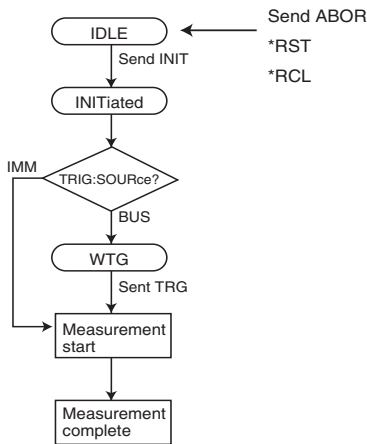 Send ABOR
*RST
*RCL
IDLE
Send INIT
INITiated
TRIG:SOURce?
IMM
BUS
WTG
Sent TRG
Measurement
start
Measurement
complete